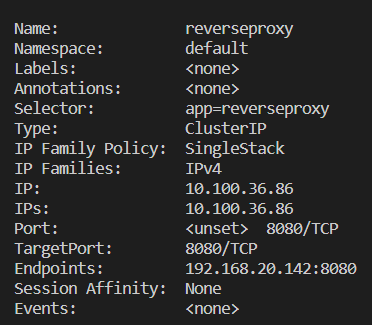 Name: reverseproxy
Namespace: default
Labels: <none>
Annotations: <none>
Selector: app=reverseproxy
Type: ClusterIP
IP Family Policy: SingleStack
IP Families: IPv4
IP: 10.100.36.86
IPs: 10.100.36.86
Port: <unset> 8080/TCP
TargetPort: 8080/TCP
Endpoints: 192.168.20.142:8080
Session Affinity: None
Events: <none>